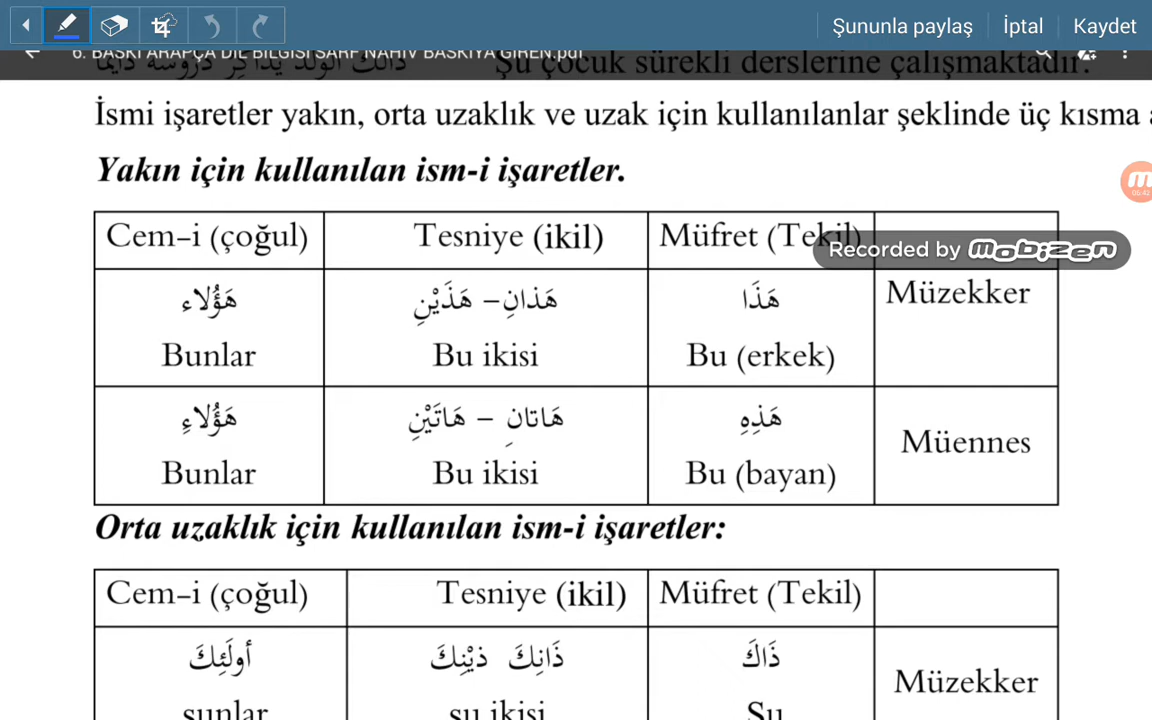 Şununla paylaş İptal Kaydet
6. BASKI ARAPÇA DİL BİLGİSİ SARF NAHİV BASKIYA GİREN.pdf
Şu çocuk sürekli derslerine çalışmaktadır.
İsmi işaretler yakın, orta uzaklık ve uzak için kullanılanlar şeklinde üç kısma
Yakın için kullanılan ism-i işaretler.
Cem-i (çoğul) Tesniye (ikil) Müfret (Tekil)
Recorded by mobizen
هَؤُلاء هَذانِ – هَذَيْنِ هَذَا Müzekker
Bunlar Bu ikisi Bu (erkek)
هَؤُلاءِ هَاتانِ – هَاتَيْنِ هَذِهِ Müennes
Bunlar Bu ikisi Bu (bayan)
Orta uzaklık için kullanılan ism-i işaretler:
Cem-i (çoğul) Tesniye (ikil) Müfret (Tekil)
أولَئِكَ ذَانِكَ ذيْنِكَ ذَاكَ Müzekker
şunlar şu ikisi Şu